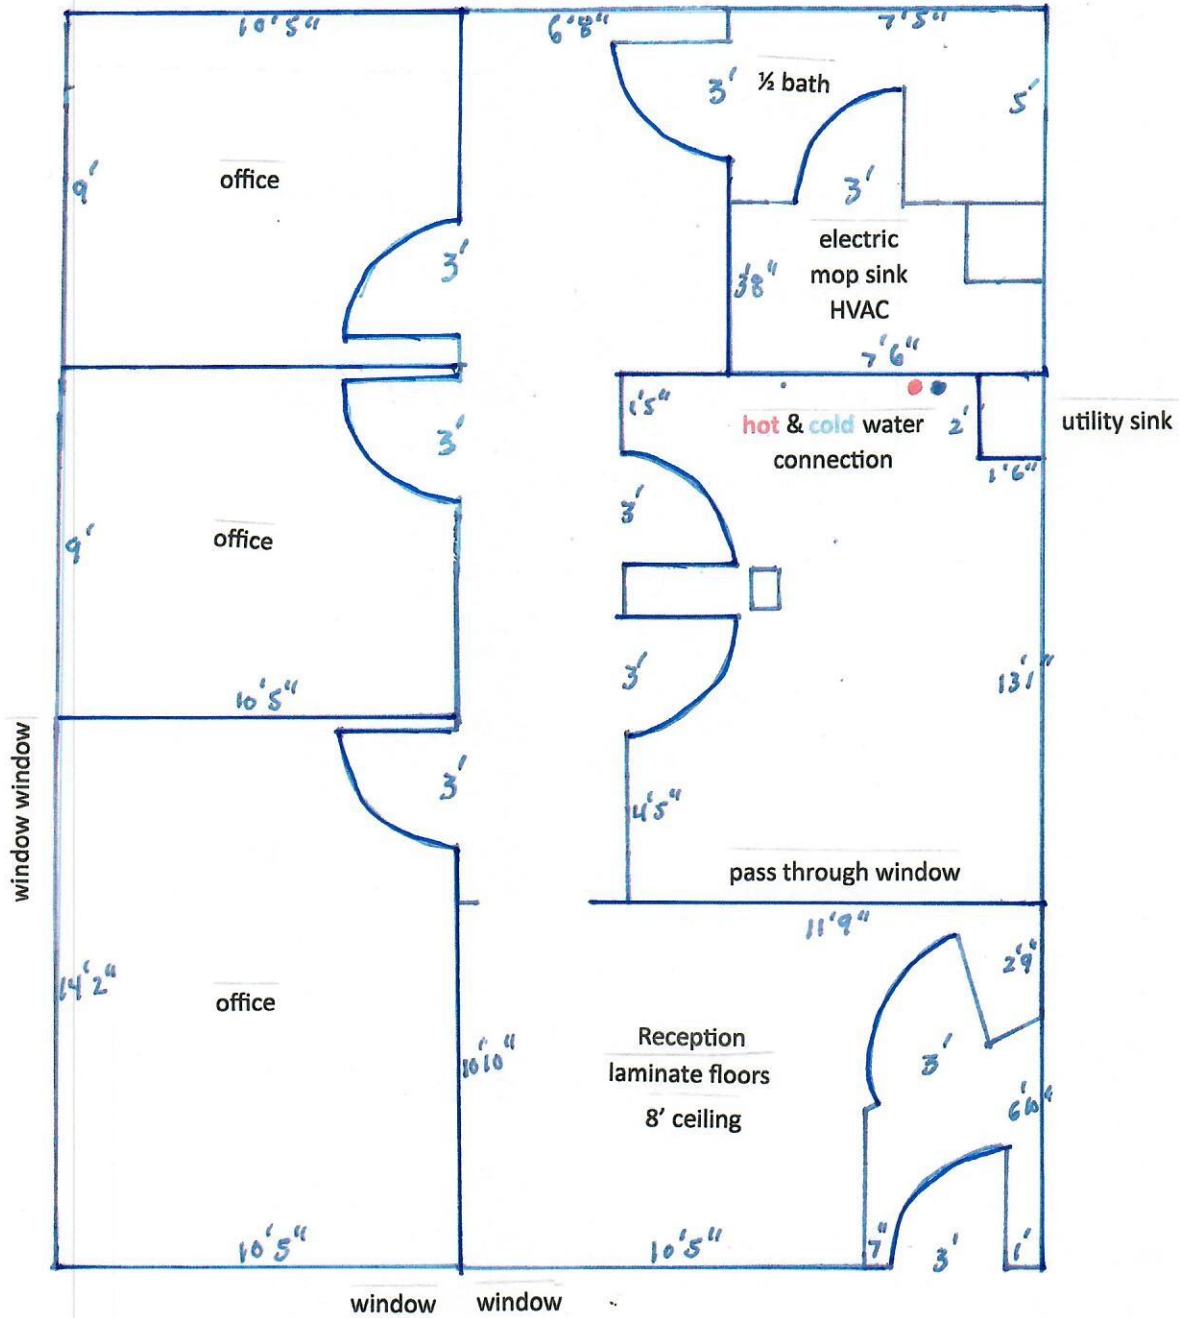 10'5"
6'8"
7'5"
3'
½ bath
5'
9'
office
3'
3'
electric
mop sink
HVAC
3'8"
7'6"
3'
1'5"
hot & cold water
connection
2'
utility sink
1'6"
3'
9'
office
3'
13'1"
10'5"
window window
3'
4'5"
pass through window
11'9"
2'9"
14'2"
office
10'10"
Reception
laminate floors
8' ceiling
3'
6'10"
10'5"
10'5"
7"
3'
1'
window
window